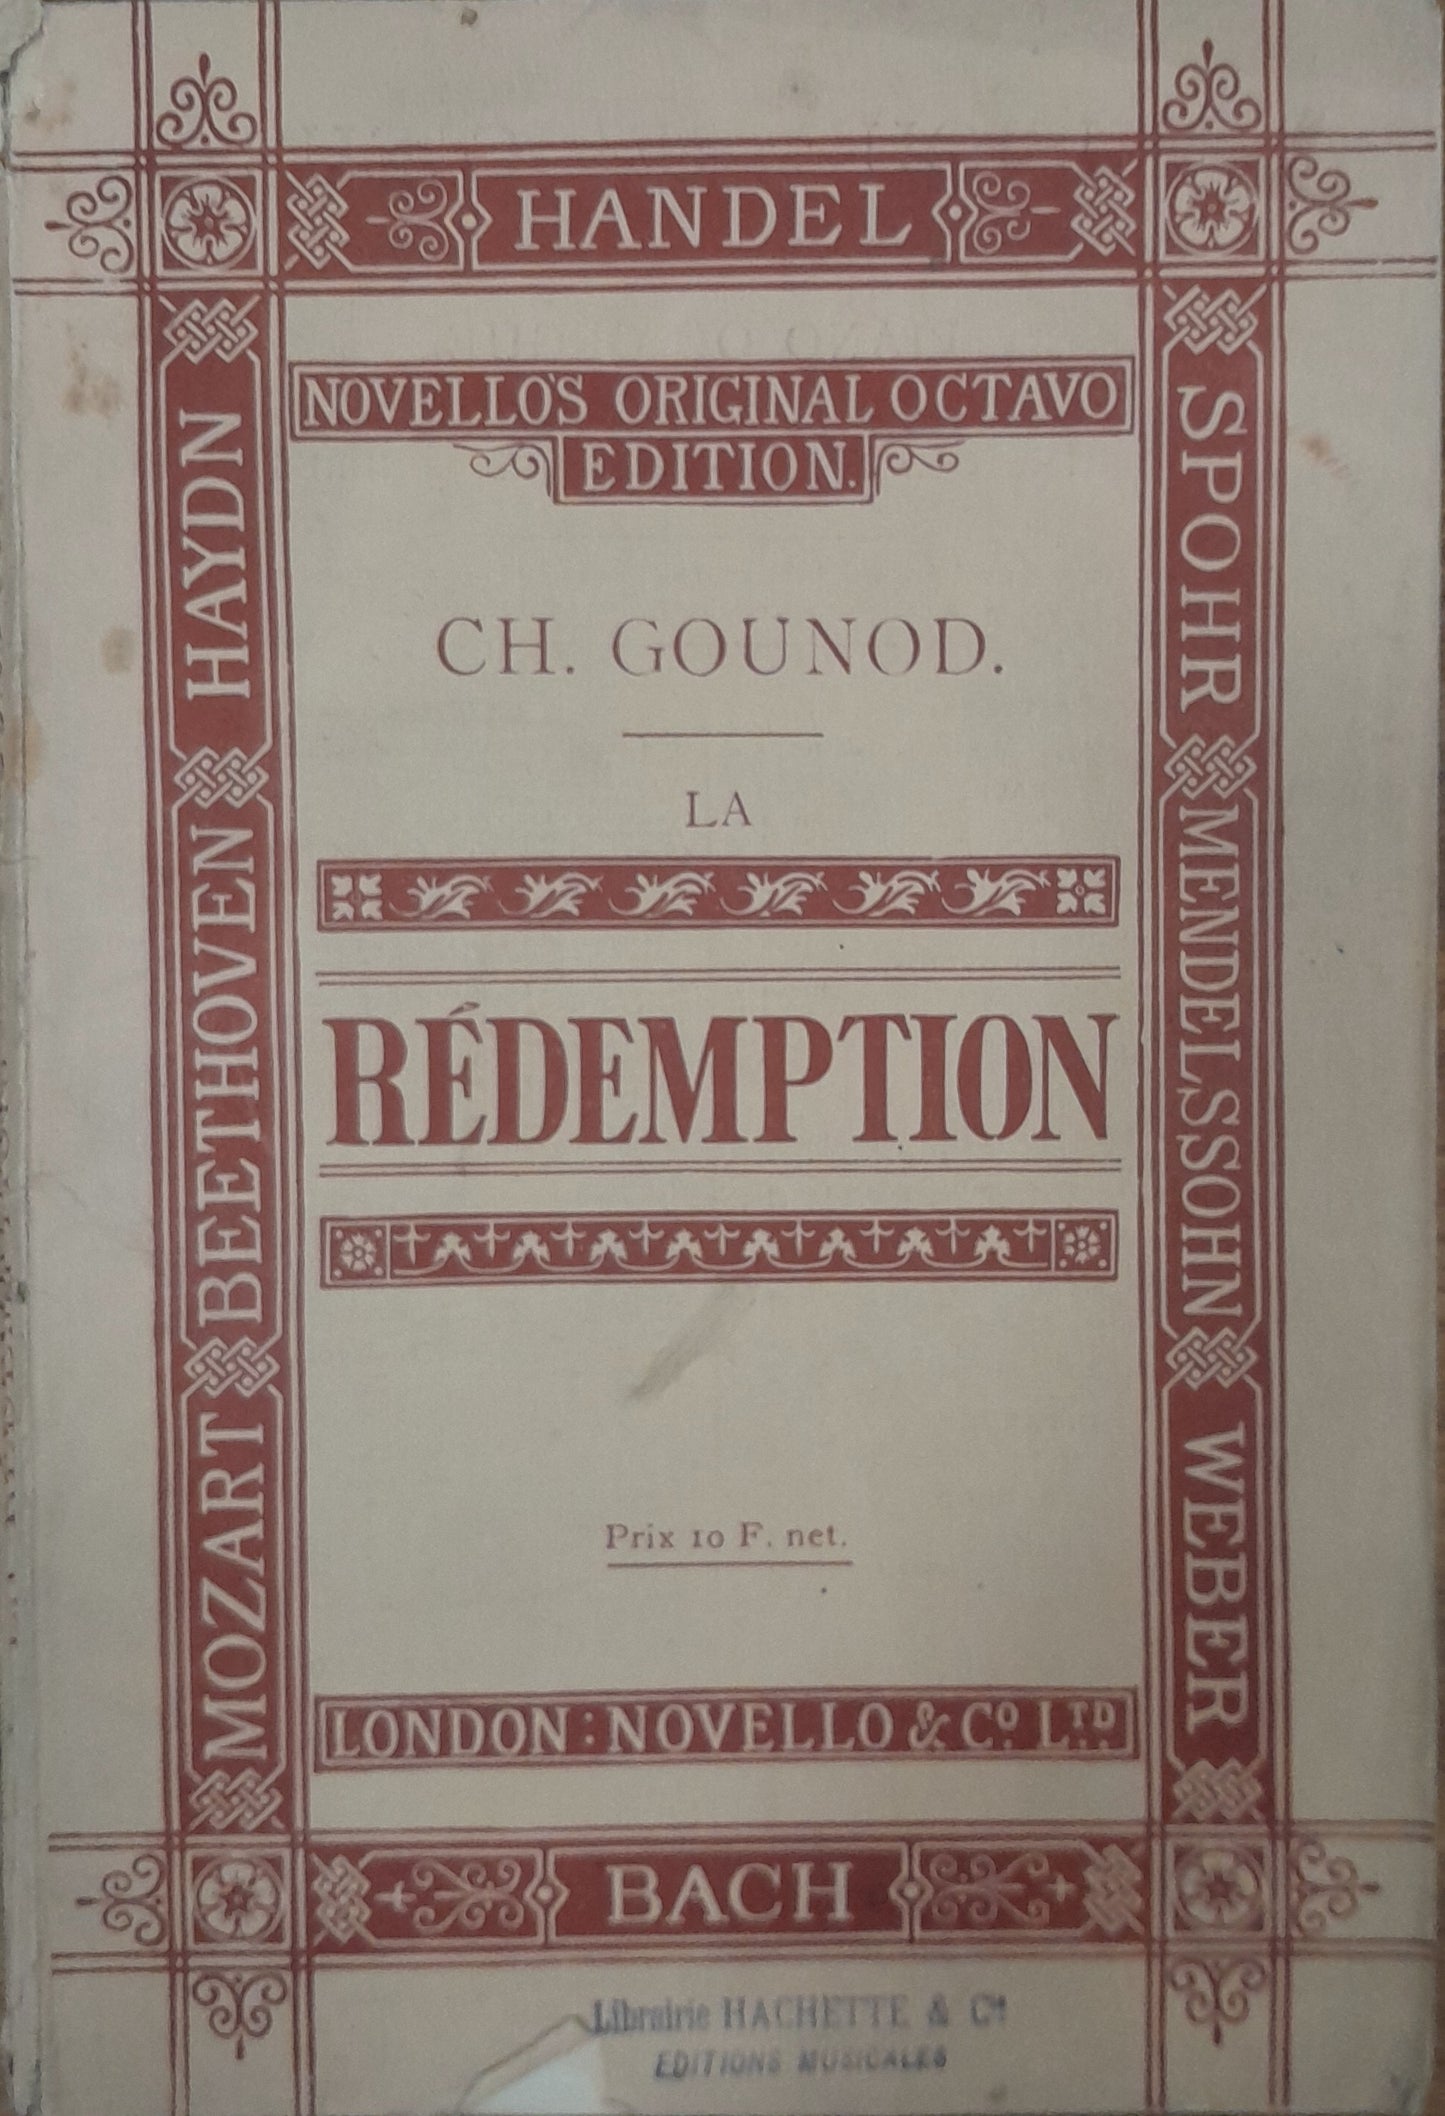 HANDEL
NOVELLO'S ORIGINAL OCTAVO
EDITION.
CH. GOUNOD.
LA
RÉDEMPTION
Prix 10 F. net.
LONDON: NOVELLO & Cº. LTD.
BACH
HAYDN
BEETHOVEN
MOZART
SPOHR
MENDELSSOHN
WEBER
Librairie HACHETTE & Cie
EDITIONS MUSICALES